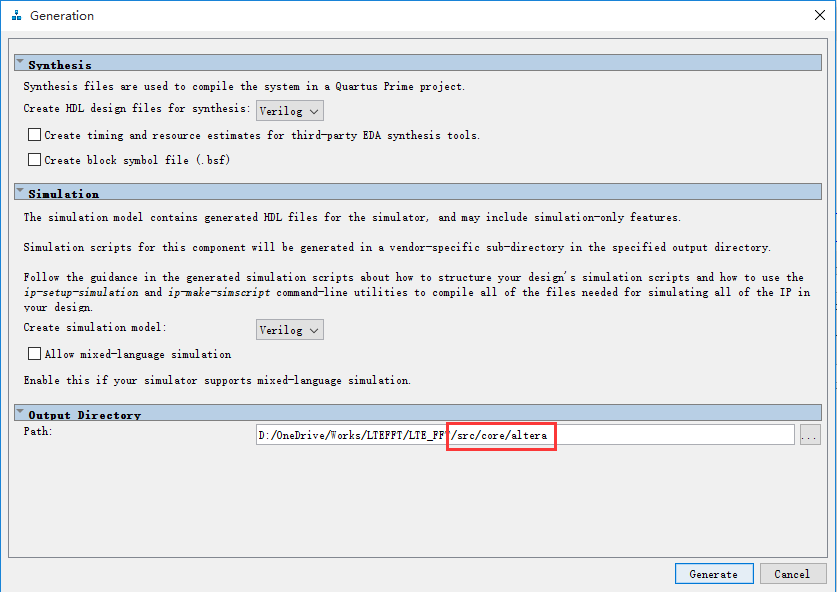 Generation
Synthesis
Synthesis files are used to compile the system in a Quartus Prime project.
Create HDL design files for synthesis: Verilog
Create timing and resource estimates for third-party EDA synthesis tools.
Create block symbol file (.bsf)
Simulation
The simulation model contains generated HDL files for the simulator, and may include simulation-only features.
Simulation scripts for this component will be generated in a vendor-specific sub-directory in the specified output directory.
Follow the guidance in the generated simulation scripts about how to structure your design's simulation scripts and how to use the
ip-setup-simulation and ip-make-simscript command-line utilities to compile all of the files needed for simulating all of the IP in
your design.
Create simulation model: Verilog
Allow mixed-language simulation
Enable this if your simulator supports mixed-language simulation.
Output Directory
Path: D:/OneDrive/Works/LTEFFT/LTE_FFT/src/core/altera ...
Generate Cancel